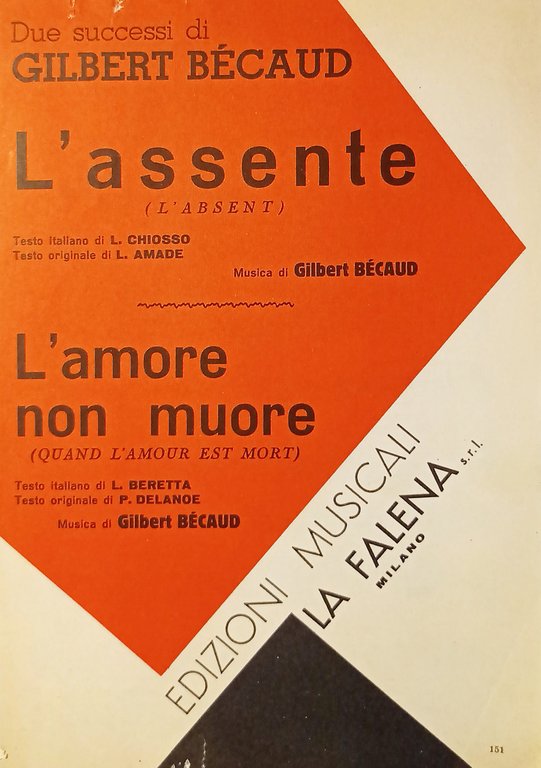 Due successi di
GILBERT BÉCAUD
L'assente
(L'ABSENT)
Testo italiano di L. CHIOSSO
Testo originale di L. AMADE
Musica di Gilbert BÉCAUD
L'amore
non muore
(QUAND L'AMOUR EST MORT)
Testo italiano di L. BERETTA
Testo originale di P. DELANOE
Musica di Gilbert BÉCAUD
EDIZIONI MUSICALI
LA FALENA s.r.l.
MILANO
151